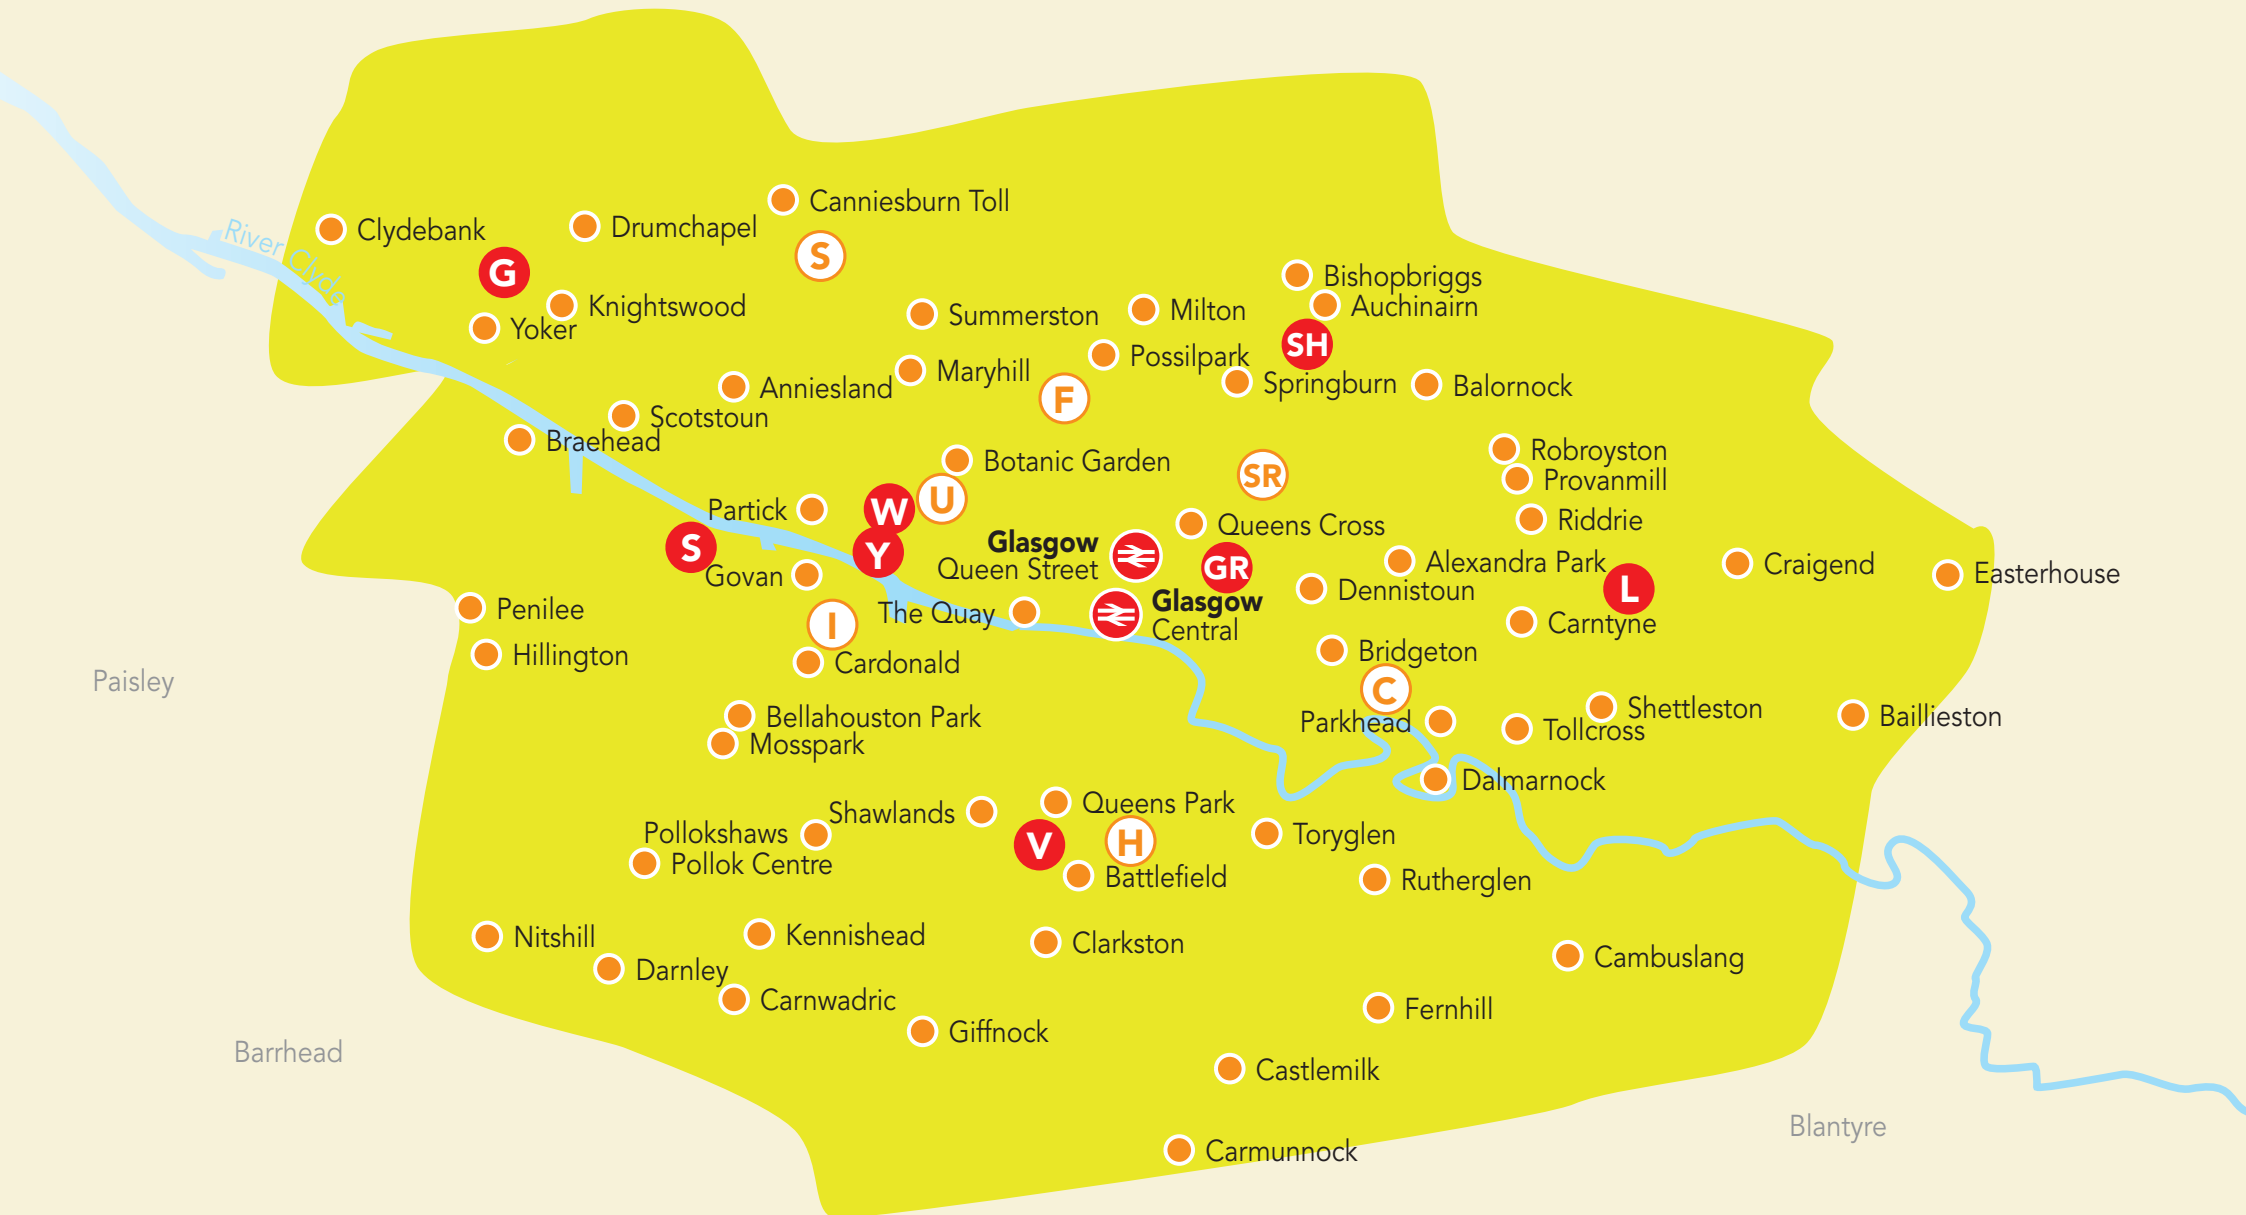 Canniesburn Toll
Clydebank
Drumchapel
River Clyde
S
G
Bishopbriggs
Knightswood
Auchinairn
Yoker
Summerston
Milton
SH
Possilpark
Maryhill
Springburn
Anniesland
Balornock
F
Scotstoun
Braehead
Robroyston
Botanic Garden
SR
Provanmill
U
Partick
W
Riddrie
Queens Cross
S
Y
Glasgow
Queen Street
GR
Alexandra Park
Craigend
Easterhouse
Govan
Dennistoun
L
Penilee
The Quay
Glasgow
Central
I
Carntyne
Hillington
Cardonald
Bridgeton
Paisley
C
Bellahouston Park
Mosspark
Parkhead
Tollcross
Shettleston
Baillieston
Dalmarnock
Shawlands
Queens Park
Pollokshaws
Toryglen
V
H
Pollok Centre
Battlefield
Rutherglen
Nitshill
Kennishead
Clarkston
Darnley
Cambuslang
Carnwadric
Fernhill
Giffnock
Barrhead
Castlemilk
Blantyre
Carmunnock